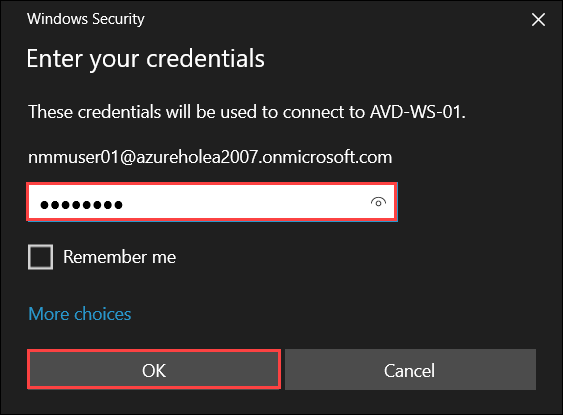 Windows Security
Enter your credentials
These credentials will be used to connect to AVD-WS-01.
nmmuser01@azureholea2007.onmicrosoft.com
●●●●●●●●
Remember me
More choices
OK
Cancel